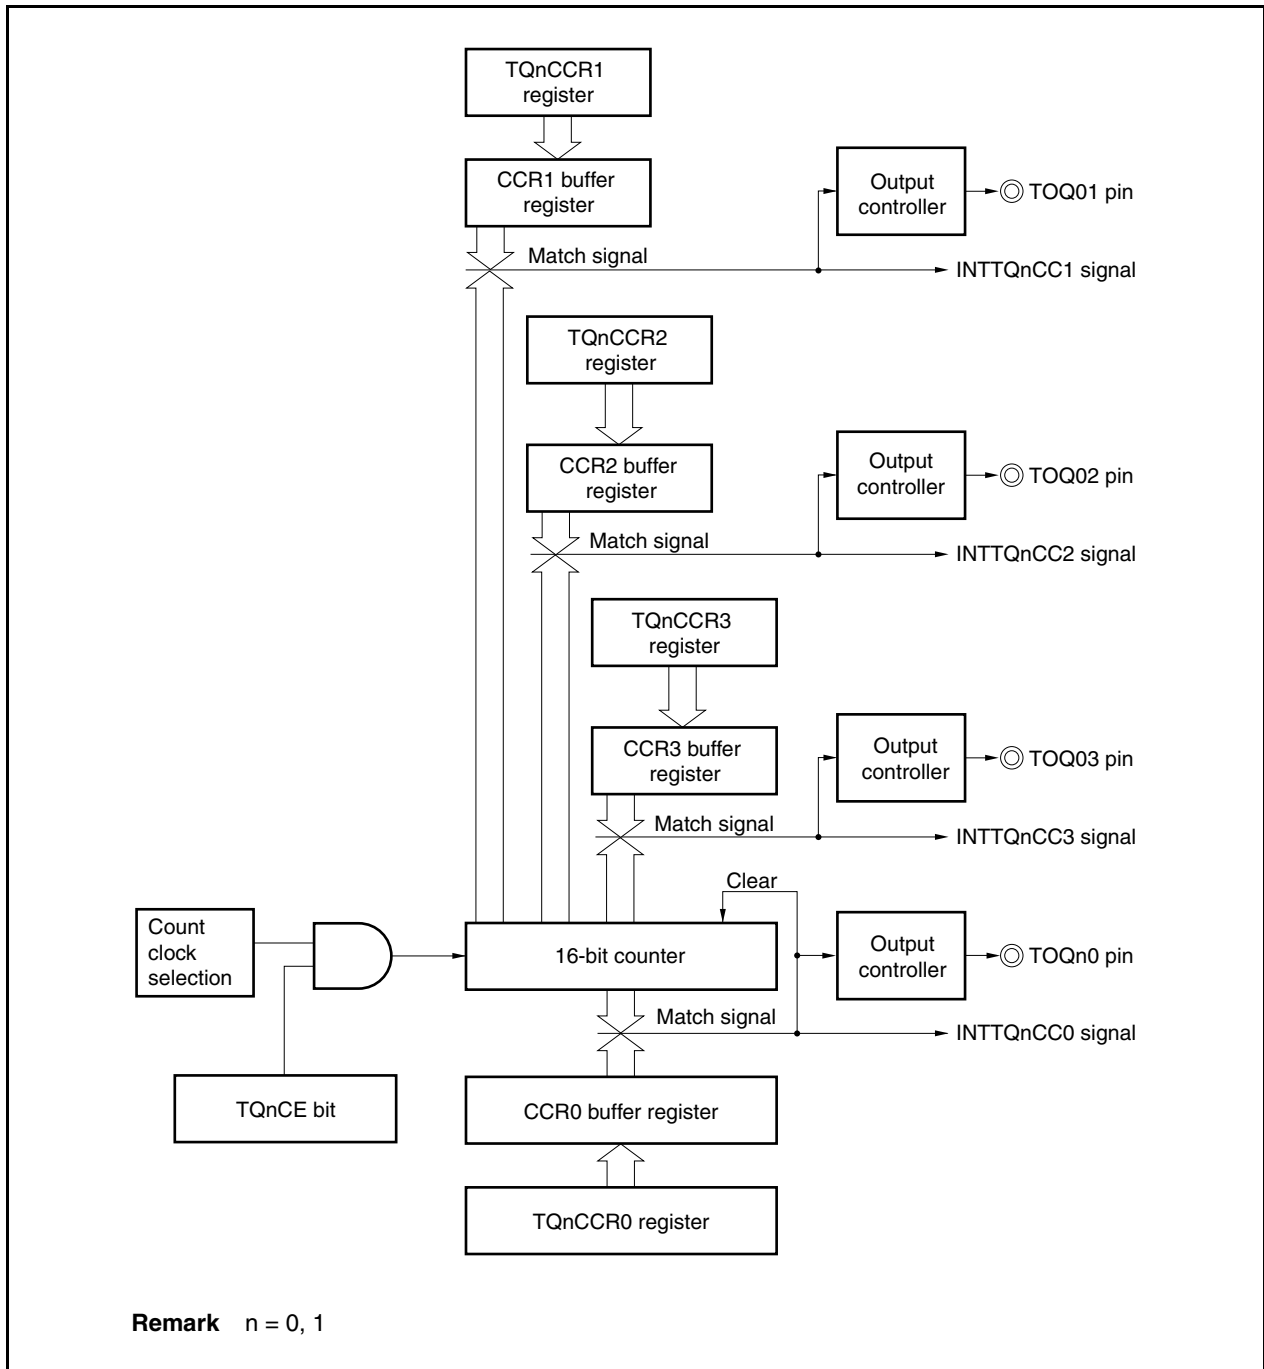 TQnCCR1
register
CCR1 buffer
register
Output
controller
TOQ01 pin
Match signal
INTTQnCC1 signal
TQnCCR2
register
CCR2 buffer
register
Output
controller
TOQ02 pin
Match signal
INTTQnCC2 signal
TQnCCR3
register
CCR3 buffer
register
Output
controller
TOQ03 pin
Match signal
INTTQnCC3 signal
Clear
Count
clock
selection
16-bit counter
Output
controller
TOQn0 pin
Match signal
INTTQnCC0 signal
TQnCE bit
CCR0 buffer register
TQnCCR0 register
Remark n = 0, 1